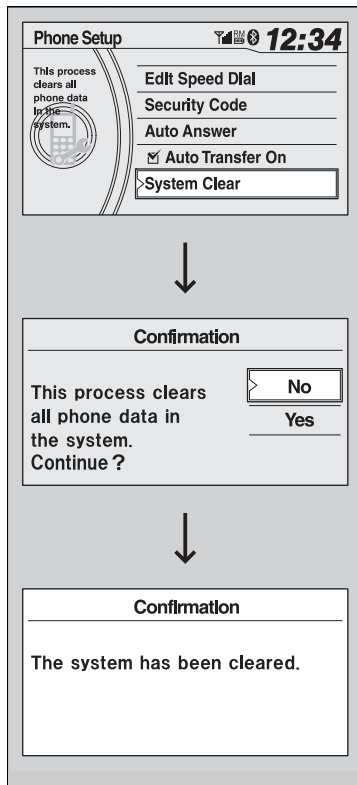 Phone Setup
RM
12:34
This process
clears all
phone data
in the
system.
Edit Speed Dial
Security Code
Auto Answer
Auto Transfer On
System Clear
Confirmation
This process clears
all phone data in
the system.
Continue ?
No
Yes
Confirmation
The system has been cleared.